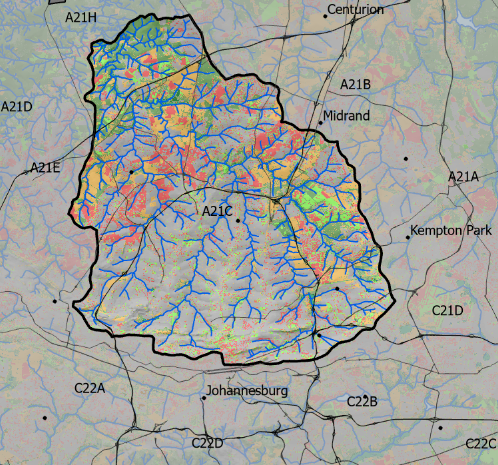 Centurion
A21H
A21B
A21D
Midrand
A21E
A21A
A21C
Kempton Park
C21D
C22A
Johannesburg
C22B
C22D
C22C